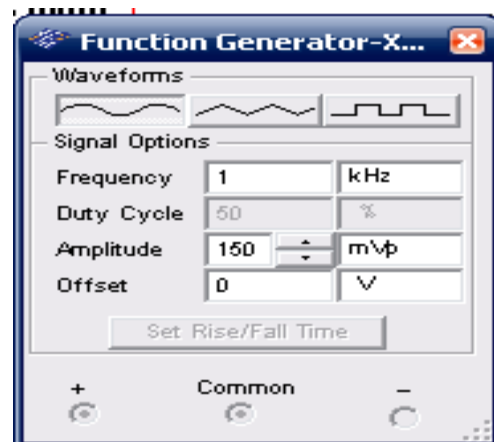 Function Generator-X...
Waveforms
Signal Options
Frequency 1 kHz
Duty Cycle 50 %
Amplitude 150 mVp
Offset 0 V
Set Rise/Fall Time
+ Common -